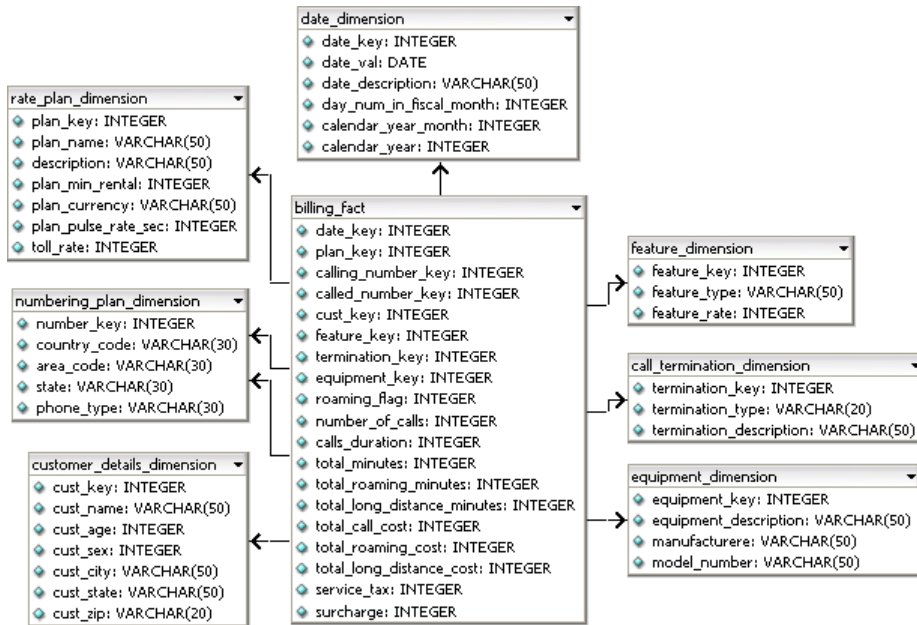 date_dimension
date_key: INTEGER
date_val: DATE
date_description: VARCHAR(50)
day_num_in_fiscal_month: INTEGER
calendar_year_month: INTEGER
calendar_year: INTEGER
rate_plan_dimension
plan_key: INTEGER
plan_name: VARCHAR(50)
description: VARCHAR(50)
plan_min_rental: INTEGER
plan_currency: VARCHAR(50)
plan_pulse_rate_sec: INTEGER
toll_rate: INTEGER
numbering_plan_dimension
number_key: INTEGER
country_code: VARCHAR(30)
area_code: VARCHAR(30)
state: VARCHAR(30)
phone_type: VARCHAR(30)
customer_details_dimension
cust_key: INTEGER
cust_name: VARCHAR(50)
cust_age: INTEGER
cust_sex: INTEGER
cust_city: VARCHAR(50)
cust_state: VARCHAR(50)
cust_zip: VARCHAR(20)
billing_fact
date_key: INTEGER
plan_key: INTEGER
calling_number_key: INTEGER
called_number_key: INTEGER
cust_key: INTEGER
feature_key: INTEGER
termination_key: INTEGER
equipment_key: INTEGER
roaming_flag: INTEGER
number_of_calls: INTEGER
calls_duration: INTEGER
total_minutes: INTEGER
total_roaming_minutes: INTEGER
total_long_distance_minutes: INTEGER
total_call_cost: INTEGER
total_roaming_cost: INTEGER
total_long_distance_cost: INTEGER
service_tax: INTEGER
surcharge: INTEGER
feature_dimension
feature_key: INTEGER
feature_type: VARCHAR(50)
feature_rate: INTEGER
call_termination_dimension
termination_key: INTEGER
termination_type: VARCHAR(20)
termination_description: VARCHAR(50)
equipment_dimension
equipment_key: INTEGER
equipment_description: VARCHAR(50)
manufacturere: VARCHAR(50)
model_number: VARCHAR(50)